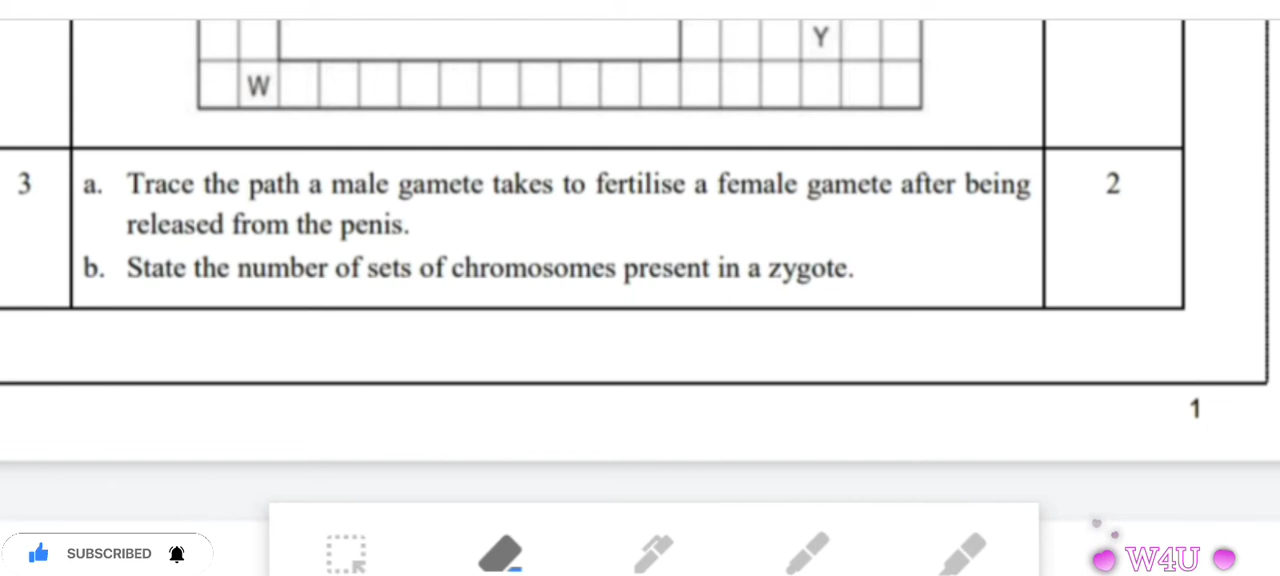 Y
W
3 a. Trace the path a male gamete takes to fertilise a female gamete after being 2
released from the penis.
b. State the number of sets of chromosomes present in a zygote.
1
SUBSCRIBED
W4U